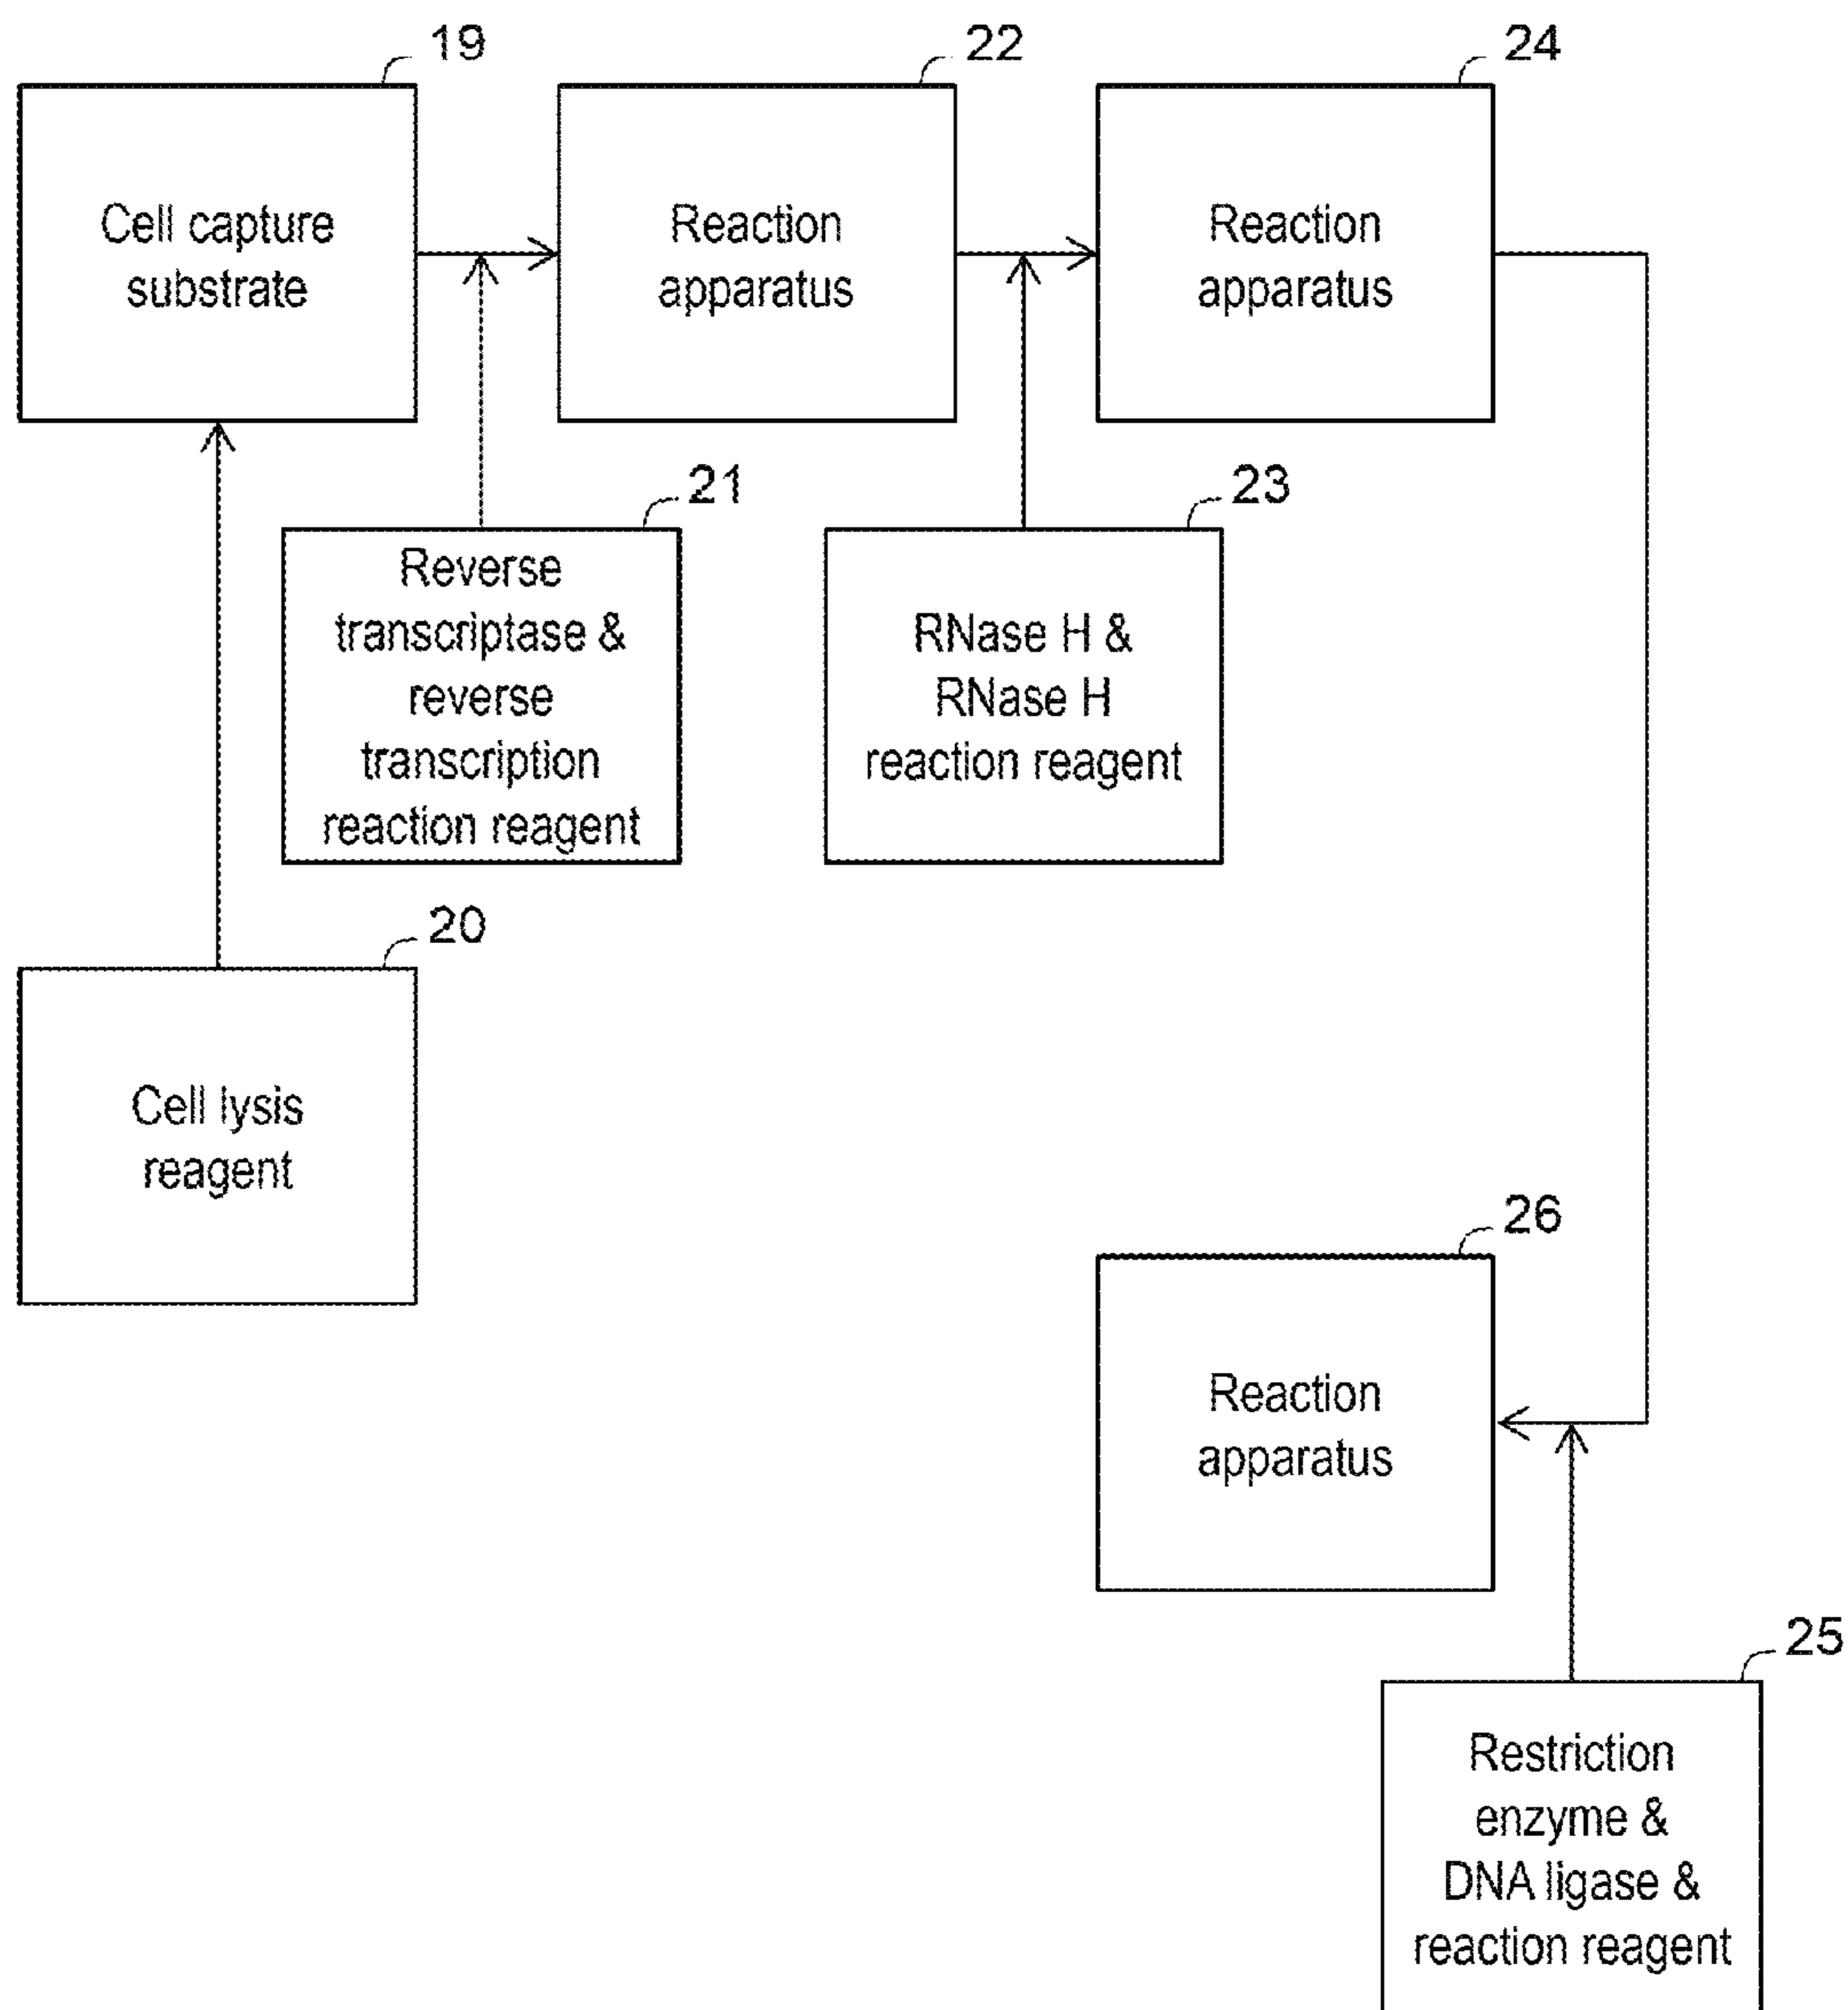 19
22
24
Cell capture
substrate
Reaction
apparatus
Reaction
apparatus
21
23
Reverse
transcriptase &
reverse
transcription
reaction reagent
RNase H &
RNase H
reaction reagent
20
Cell lysis
reagent
26
Reaction
apparatus
25
Restriction
enzyme &
DNA ligase &
reaction reagent